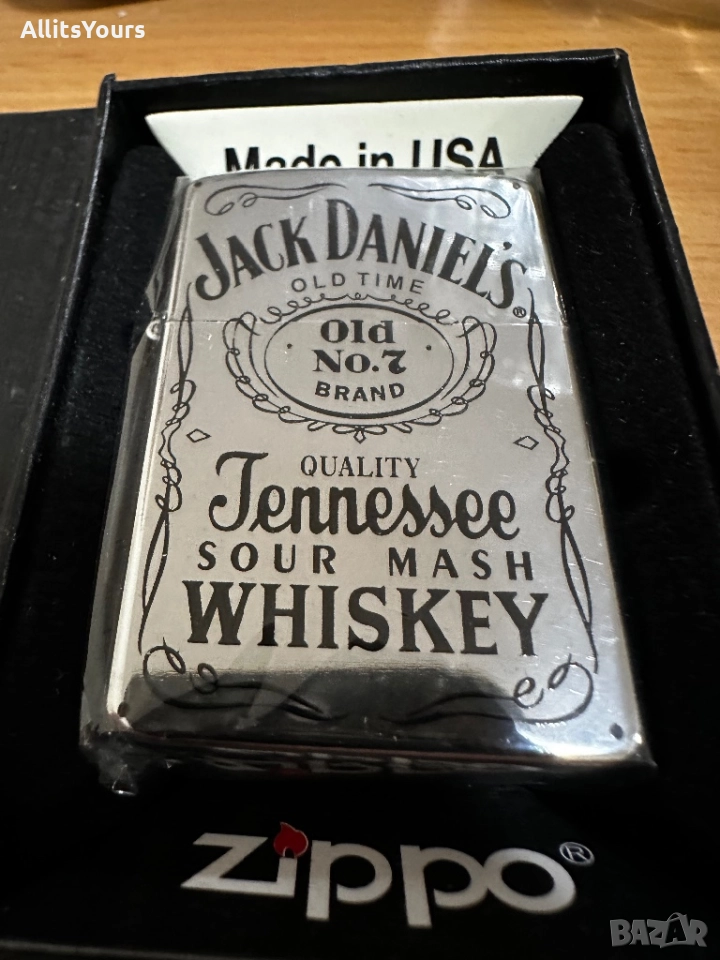 AllitsYours
Made in USA
JACK DANIEL'S®
OLD TIME
Old
No.7
BRAND
QUALITY
Tennessee
SOUR MASH
WHISKEY
zippo®
BAZAR